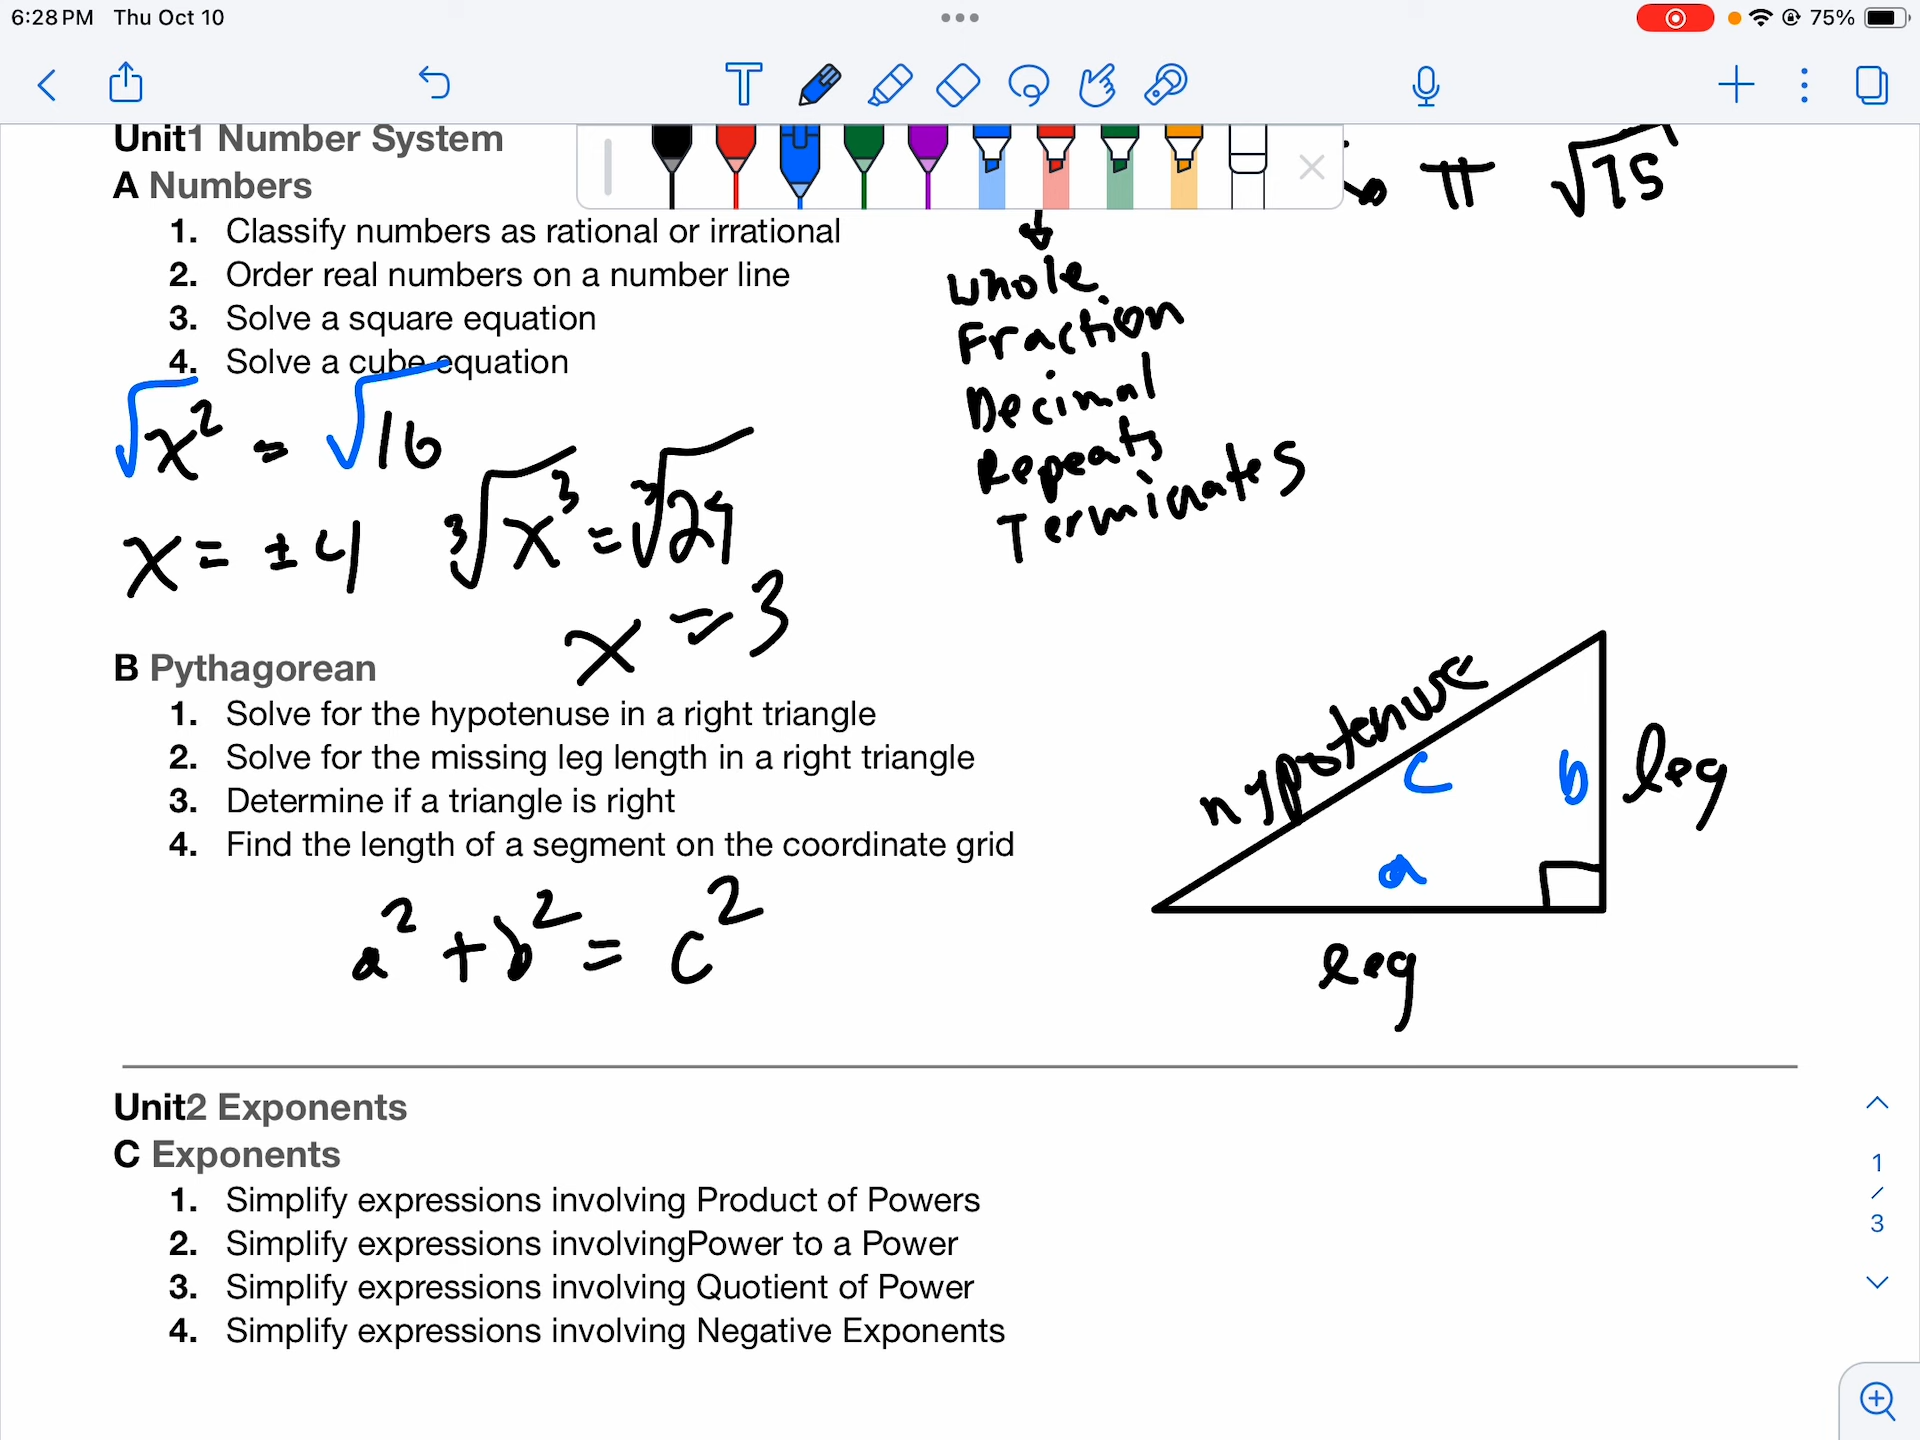 6:28 PM Thu Oct 10
75%
Unit1 Number System
A Numbers
π √75
1. Classify numbers as rational or irrational
2. Order real numbers on a number line
3. Solve a square equation
4. Solve a cube equation
Whole
Fraction
Decimal
Repeats
Terminates
√x² = √16
x = ±4
∛x³ = ∛27
x = 3
B Pythagorean
1. Solve for the hypotenuse in a right triangle
2. Solve for the missing leg length in a right triangle
3. Determine if a triangle is right
4. Find the length of a segment on the coordinate grid
a² + b² = c²
hypotenuse
c
b
leg
a
leg
Unit2 Exponents
C Exponents
1. Simplify expressions involving Product of Powers
2. Simplify expressions involvingPower to a Power
3. Simplify expressions involving Quotient of Power
4. Simplify expressions involving Negative Exponents
1
/
3